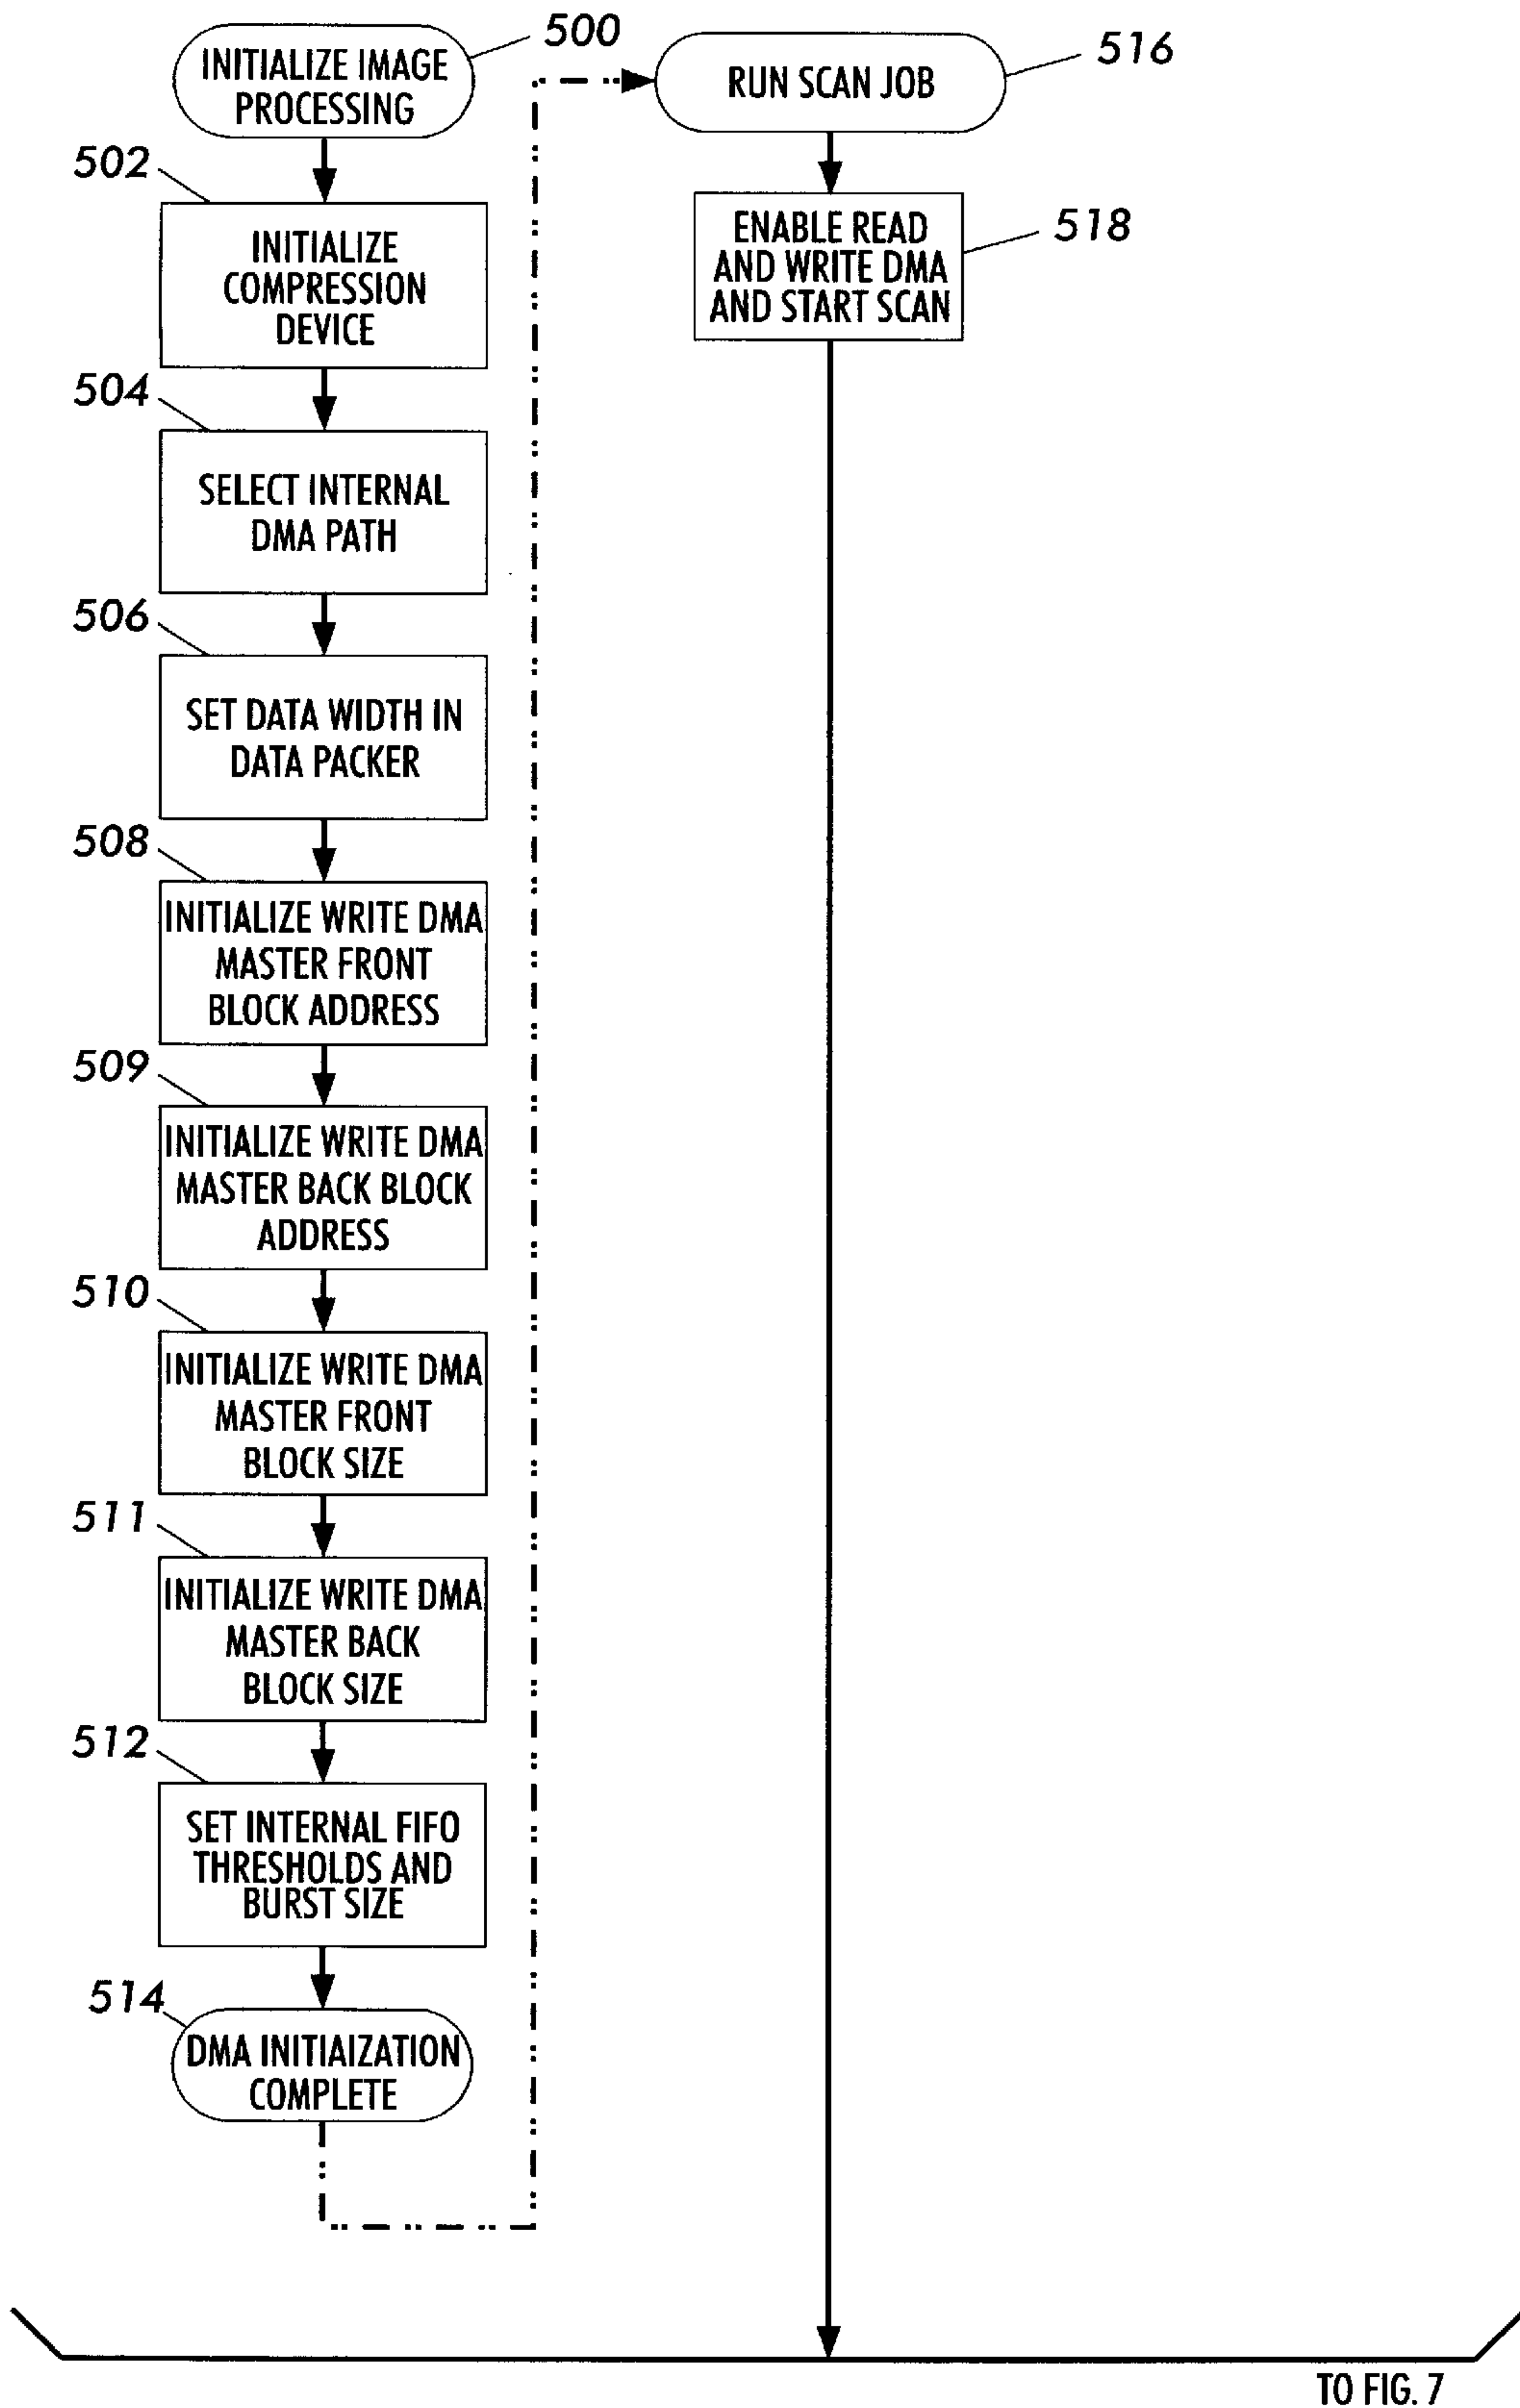 500
INITIALIZE IMAGE
PROCESSING
502
INITIALIZE
COMPRESSION
DEVICE
504
SELECT INTERNAL
DMA PATH
506
SET DATA WIDTH IN
DATA PACKER
508
INITIALIZE WRITE DMA
MASTER FRONT
BLOCK ADDRESS
509
INITIALIZE WRITE DMA
MASTER BACK BLOCK
ADDRESS
510
INITIALIZE WRITE DMA
MASTER FRONT
BLOCK SIZE
511
INITIALIZE WRITE DMA
MASTER BACK
BLOCK SIZE
512
SET INTERNAL FIFO
THRESHOLDS AND
BURST SIZE
514
DMA INITIAIZATION
COMPLETE
516
RUN SCAN JOB
518
ENABLE READ
AND WRITE DMA
AND START SCAN
TO FIG. 7